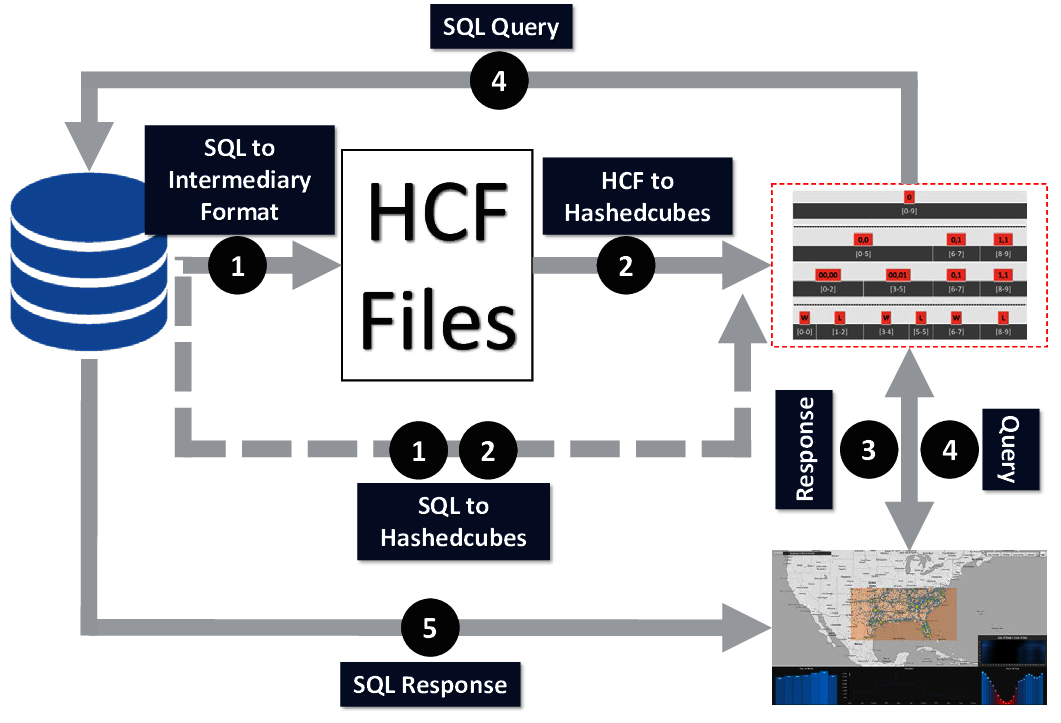 SQL Query
4
SQL to
Intermediary
Format
1
HCF
Files
HCF to
Hashedcubes
2
0
[0-9]
0,0 0,1 1,1
[0-5] [6-7] [8-9]
00,00 00,01 0,1 1,1
[0-2] [3-5] [6-7] [8-9]
W L W L W L
[0-0] [1-2] [3-4] [5-5] [6-7] [8-9]
1 2
SQL to
Hashedcubes
Response
3
4
Query
5
SQL Response